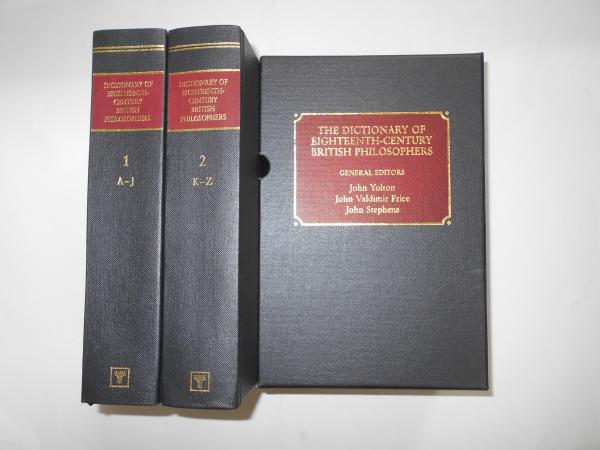 DICTIONARY OF
EIGHTEENTH-
CENTURY
BRITISH
PHILOSOPHERS
1
A–J
DICTIONARY OF
EIGHTEENTH-
CENTURY
BRITISH
PHILOSOPHERS
2
K–Z
THE DICTIONARY OF
EIGHTEENTH-CENTURY
BRITISH PHILOSOPHERS
GENERAL EDITORS
John Yolton
John Valdimir Price
John Stephens